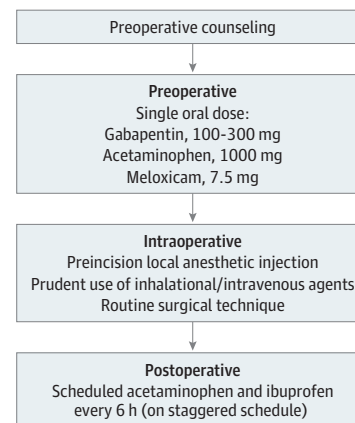 Preoperative counseling
Preoperative
Single oral dose:
Gabapentin, 100-300 mg
Acetaminophen, 1000 mg
Meloxicam, 7.5 mg
Intraoperative
Preincision local anesthetic injection
Prudent use of inhalational/intravenous agents
Routine surgical technique
Postoperative
Scheduled acetaminophen and ibuprofen
every 6 h (on staggered schedule)